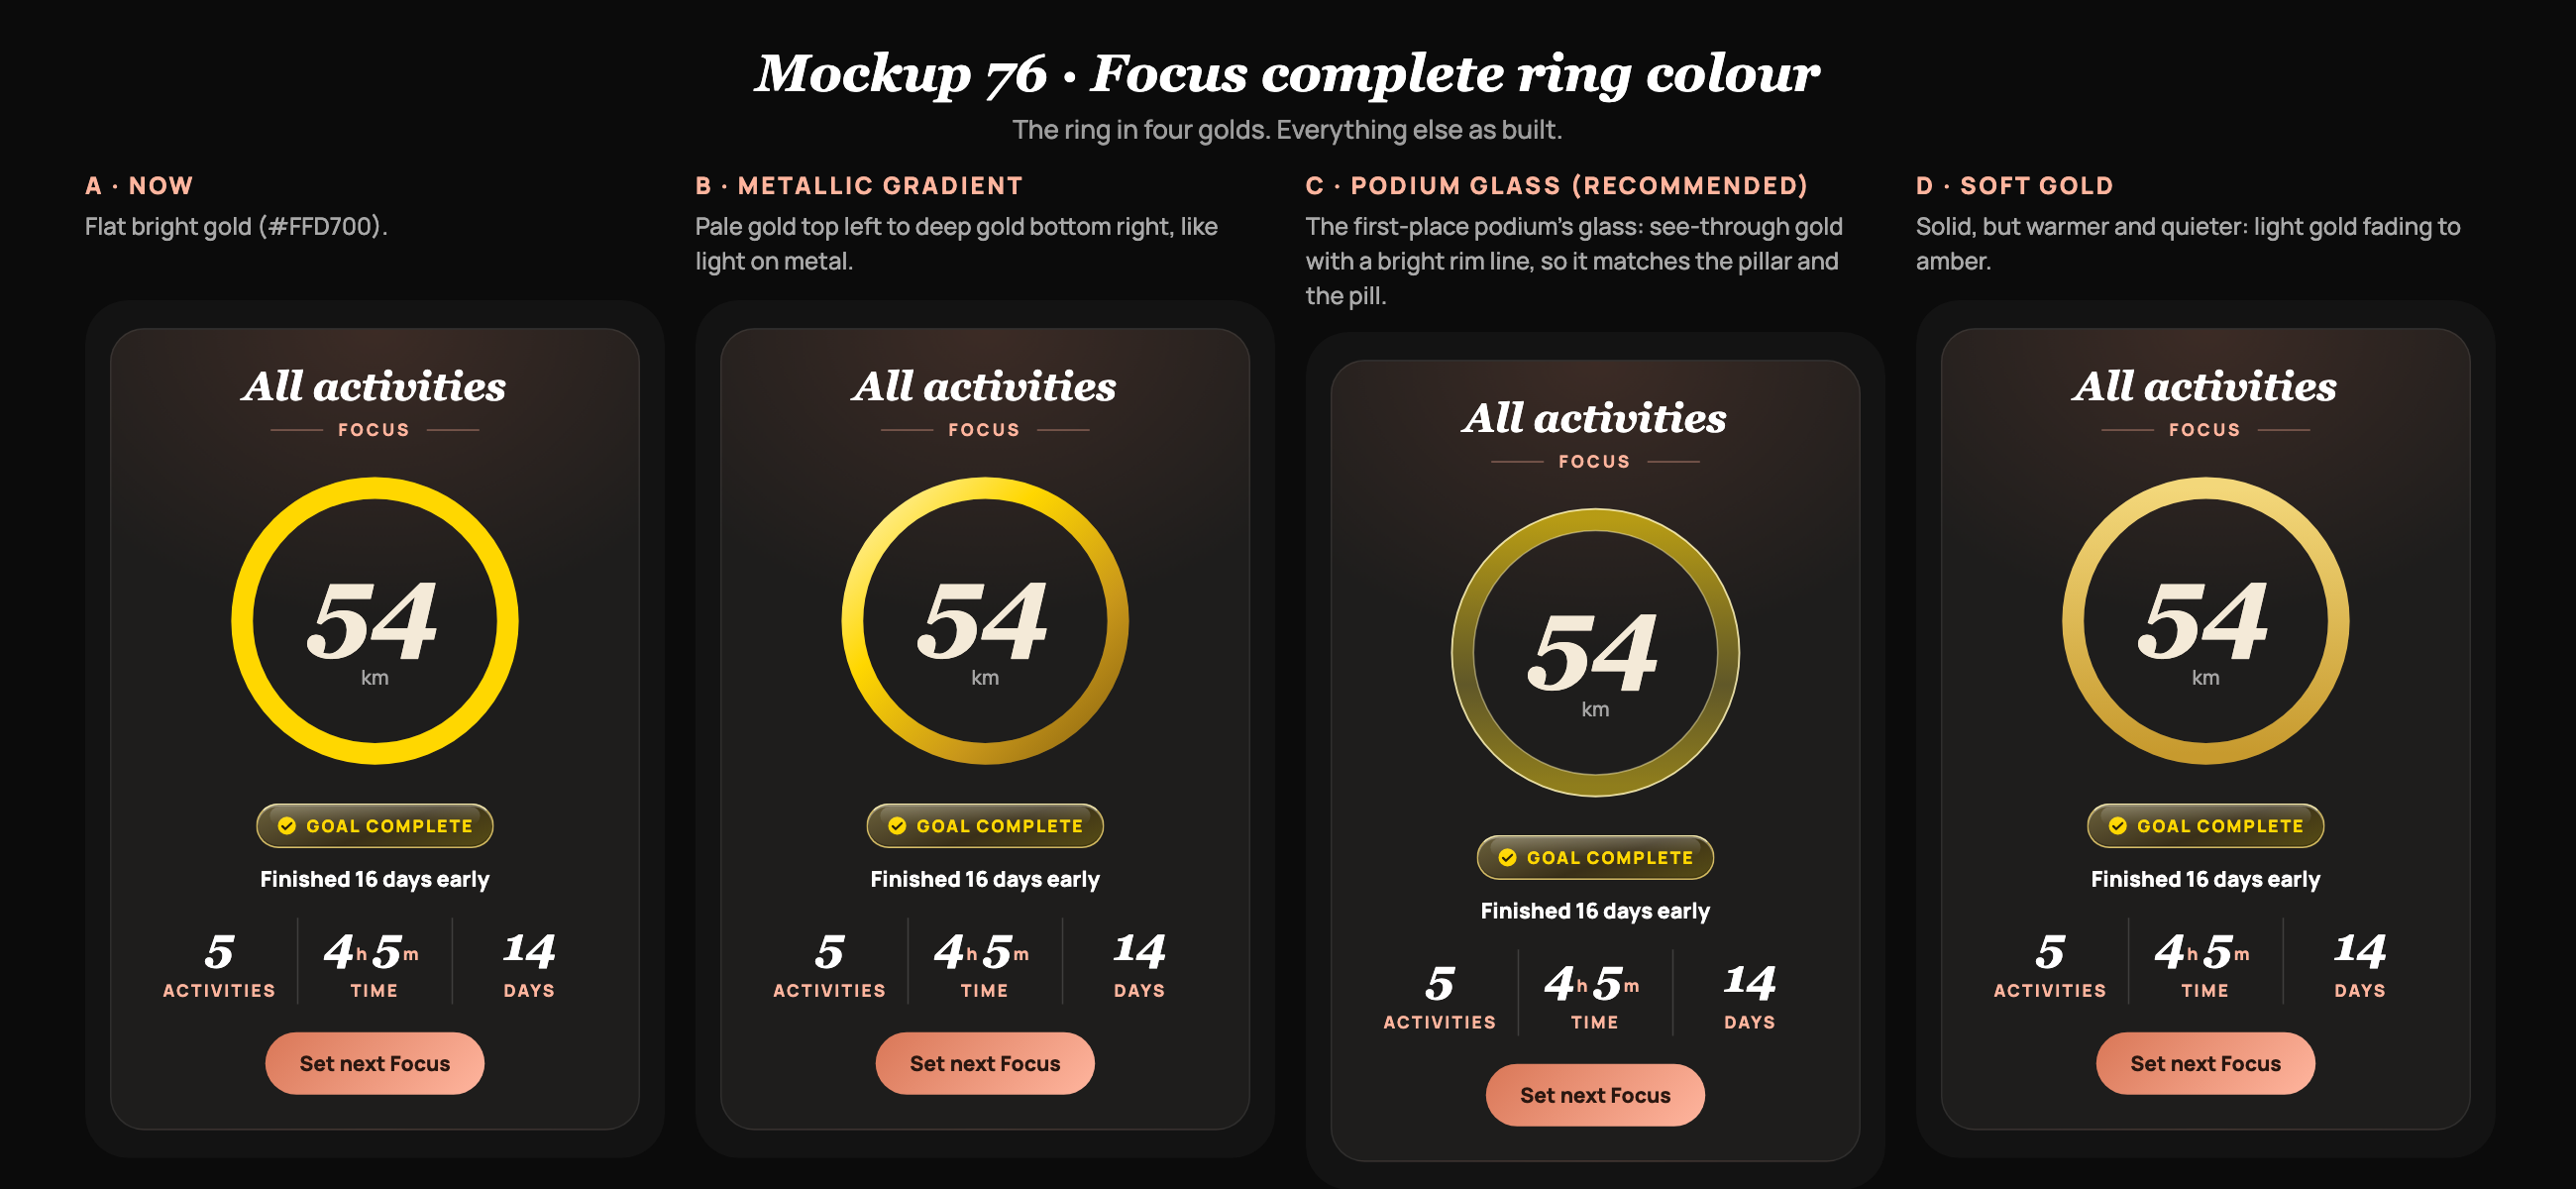 Mockup 76 · Focus complete ring colour
The ring in four golds. Everything else as built.
A · NOW
Flat bright gold (#FFD700).
All activities
FOCUS
54
km
GOAL COMPLETE
Finished 16 days early
5 4h 5m 14
ACTIVITIES TIME DAYS
Set next Focus
B · METALLIC GRADIENT
Pale gold top left to deep gold bottom right, like
light on metal.
All activities
FOCUS
54
km
GOAL COMPLETE
Finished 16 days early
5 4h 5m 14
ACTIVITIES TIME DAYS
Set next Focus
C · PODIUM GLASS (RECOMMENDED)
The first-place podium's glass: see-through gold
with a bright rim line, so it matches the pillar and
the pill.
All activities
FOCUS
54
km
GOAL COMPLETE
Finished 16 days early
5 4h 5m 14
ACTIVITIES TIME DAYS
Set next Focus
D · SOFT GOLD
Solid, but warmer and quieter: light gold fading to
amber.
All activities
FOCUS
54
km
GOAL COMPLETE
Finished 16 days early
5 4h 5m 14
ACTIVITIES TIME DAYS
Set next Focus